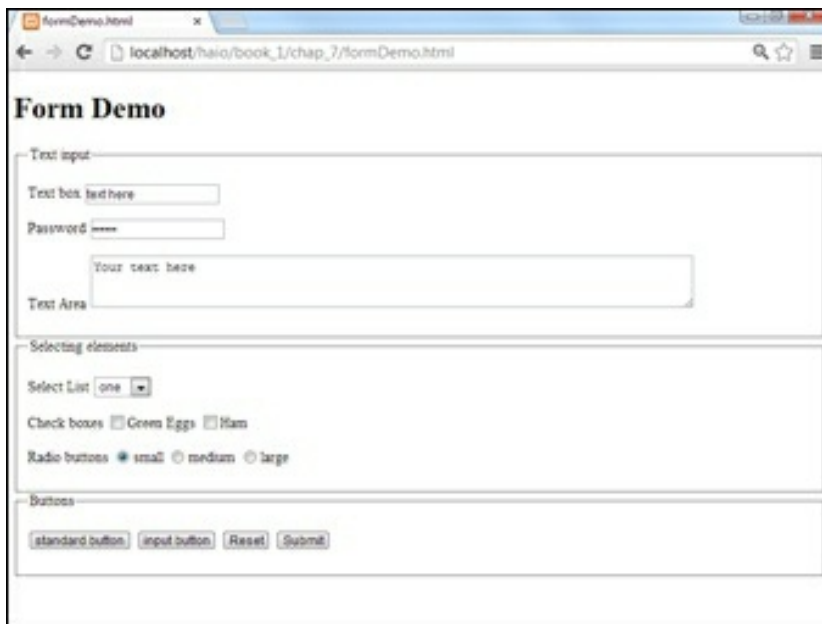 formDemo.html
localhost/haio/book_1/chap_7/formDemo.html
Form Demo
Text input
Text box text here
Password
Your text here
Text Area
Selecting elements
Select List one
Check boxes Green Eggs Ham
Radio buttons small medium large
Buttons
standard button input button Reset Submit